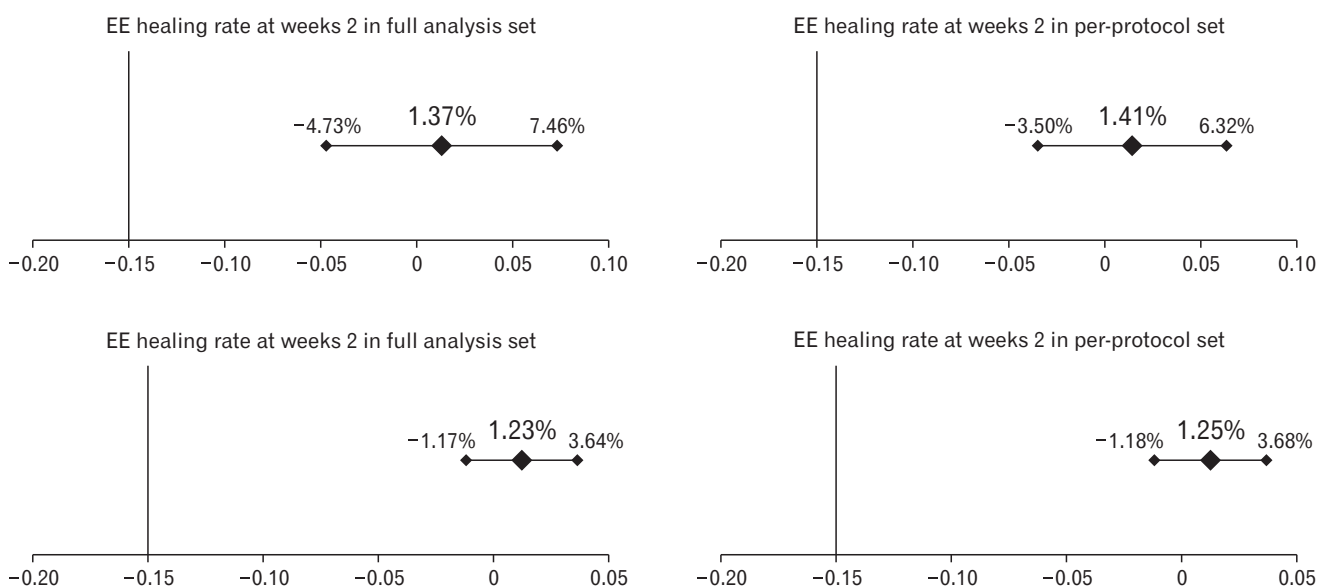 EE healing rate at weeks 2 in full analysis set
−4.73% 1.37% 7.46%
−0.20 −0.15 −0.10 −0.05 0 0.05 0.10
EE healing rate at weeks 2 in per-protocol set
−3.50% 1.41% 6.32%
−0.20 −0.15 −0.10 −0.05 0 0.05 0.10
EE healing rate at weeks 2 in full analysis set
−1.17% 1.23% 3.64%
−0.20 −0.15 −0.10 −0.05 0 0.05
EE healing rate at weeks 2 in per-protocol set
−1.18% 1.25% 3.68%
−0.20 −0.15 −0.10 −0.05 0 0.05